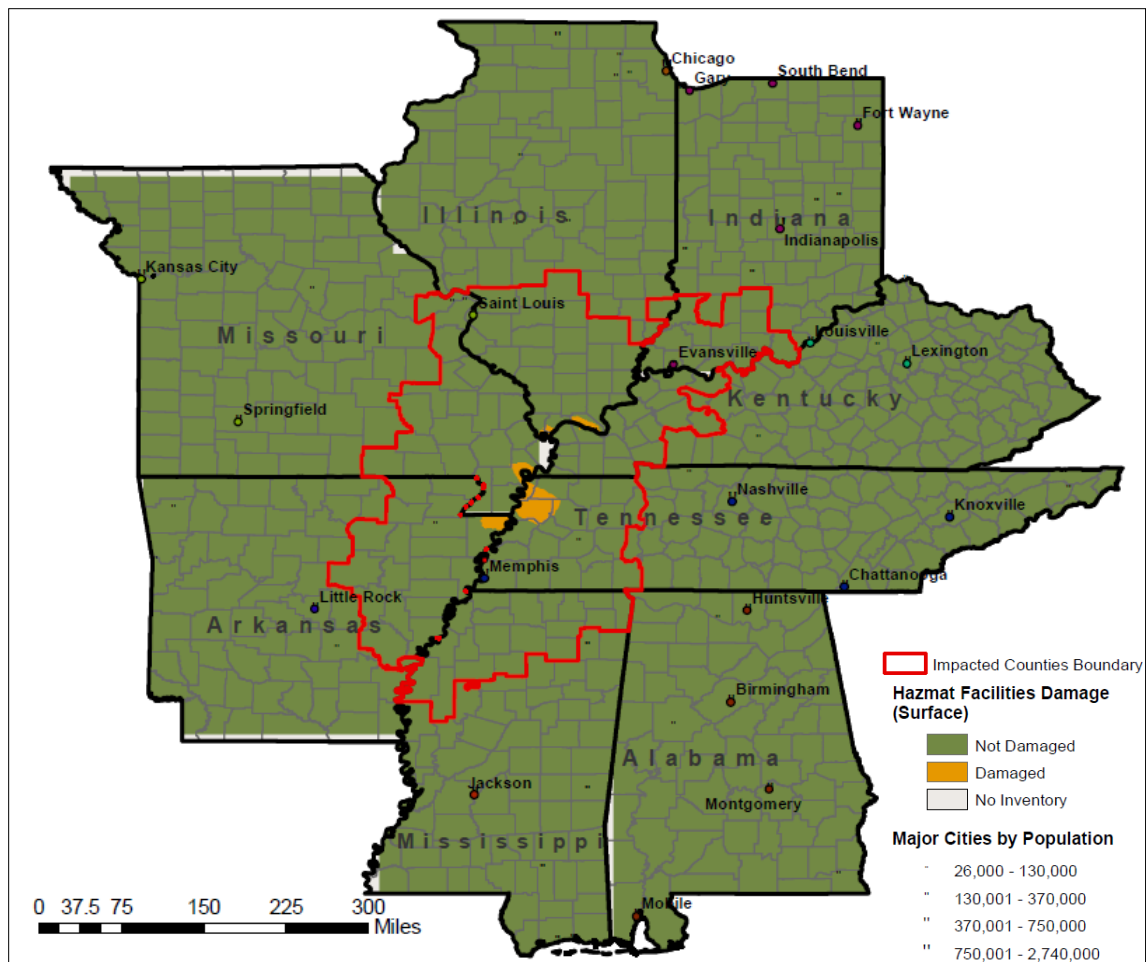 Chicago
Gary
South Bend
Fort Wayne
Illinois
Indiana
Indianapolis
Kansas City
Saint Louis
Missouri
Louisville
Evansville
Lexington
Kentucky
Springfield
Nashville
Knoxville
Tennessee
Memphis
Chattanooga
Little Rock
Huntsville
Arkansas
Impacted Counties Boundary
Hazmat Facilities Damage
(Surface)
Birmingham
Not Damaged
Alabama
Damaged
Jackson
Montgomery
No Inventory
Mississippi
Major Cities by Population
26,000 - 130,000
130,001 - 370,000
370,001 - 750,000
750,001 - 2,740,000
Mobile
0 37.5 75 150 225 300
Miles